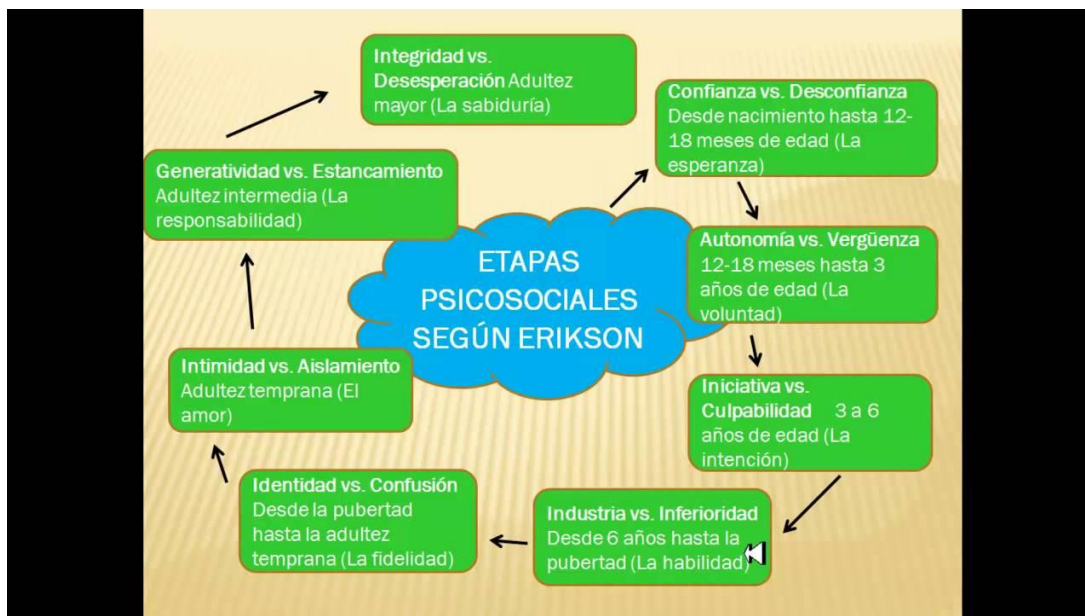 ETAPAS
PSICOSOCIALES
SEGÚN ERIKSON
Confianza vs. Desconfianza
Desde nacimiento hasta 12-
18 meses de edad (La
esperanza)
Autonomía vs. Vergüenza
12-18 meses hasta 3
años de edad (La
voluntad)
Iniciativa vs.
Culpabilidad 3 a 6
años de edad (La
intención)
Industria vs. Inferioridad
Desde 6 años hasta la
pubertad (La habilidad)
Identidad vs. Confusión
Desde la pubertad
hasta la adultez
temprana (La fidelidad)
Intimidad vs. Aislamiento
Adultez temprana (El
amor)
Generatividad vs. Estancamiento
Adultez intermedia (La
responsabilidad)
Integridad vs.
Desesperación Adultez
mayor (La sabiduría)